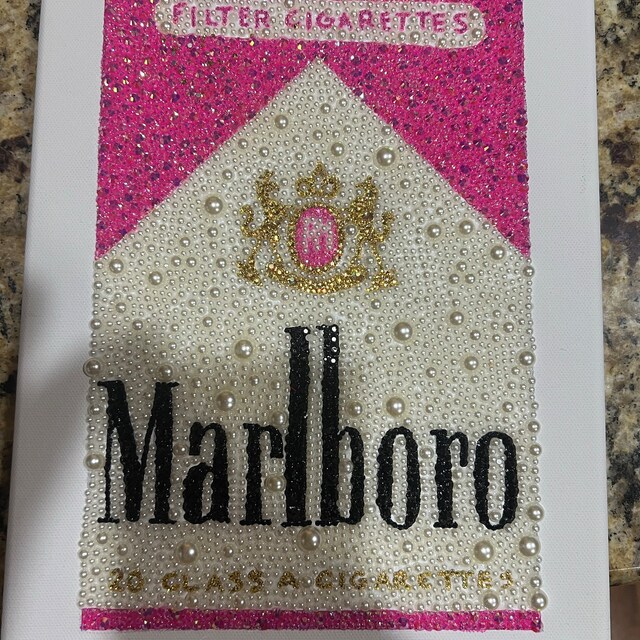 FILTER CIGARETTES
M
Marlboro
20 CLASS A CIGARETTES